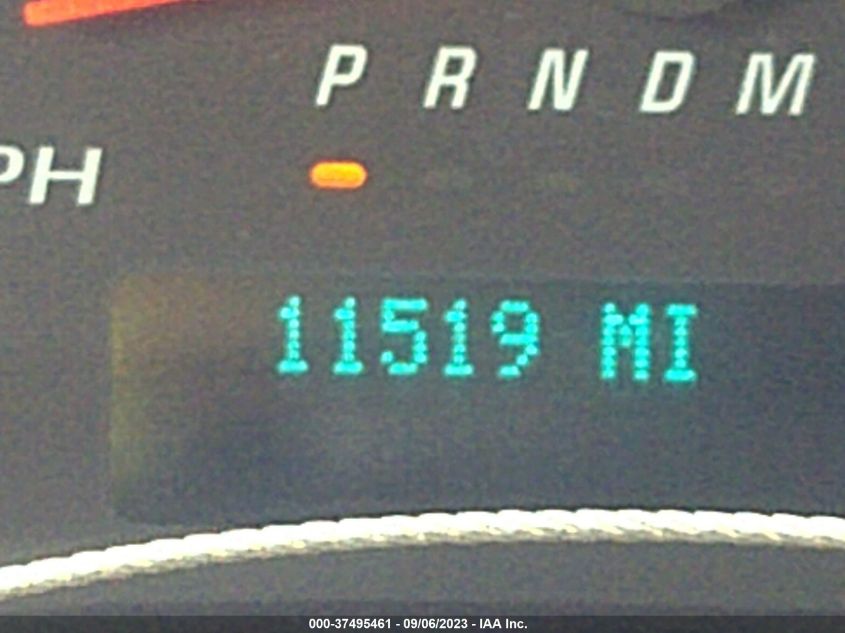 P R N D M
PH
11519 MI
000-37495461 - 09/06/2023 - IAA Inc.